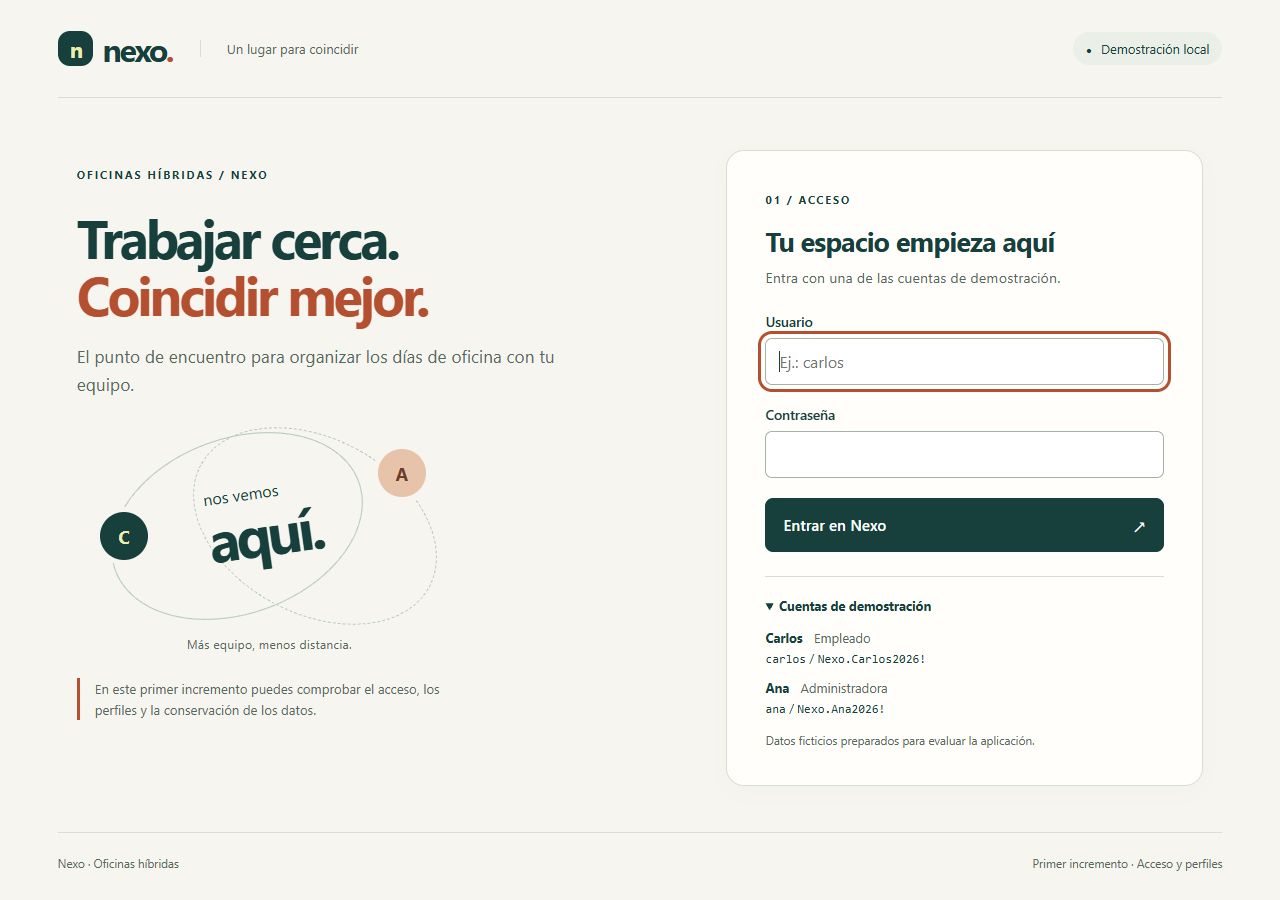 n nexo.
Un lugar para coincidir
• Demostración local
OFICINAS HÍBRIDAS / NEXO
Trabajar cerca.
Coincidir mejor.
El punto de encuentro para organizar los días de oficina con tu
equipo.
A
nos vemos
C
aquí.
Más equipo, menos distancia.
En este primer incremento puedes comprobar el acceso, los
perfiles y la conservación de los datos.
01 / ACCESO
Tu espacio empieza aquí
Entra con una de las cuentas de demostración.
Usuario
Ej.: carlos
Contraseña
Entrar en Nexo ↗
▼ Cuentas de demostración
Carlos Empleado
carlos / Nexo.Carlos2026!
Ana Administradora
ana / Nexo.Ana2026!
Datos ficticios preparados para evaluar la aplicación.
Nexo · Oficinas híbridas
Primer incremento · Acceso y perfiles